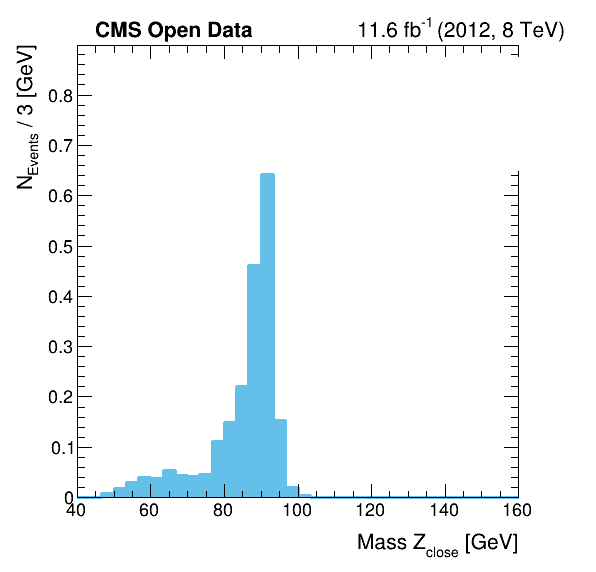 CMS Open Data
11.6 fb⁻¹ (2012, 8 TeV)
N_Events / 3 [GeV]
0.8
0.7
0.6
0.5
0.4
0.3
0.2
0.1
0
40 60 80 100 120 140 160
Mass Z_close [GeV]